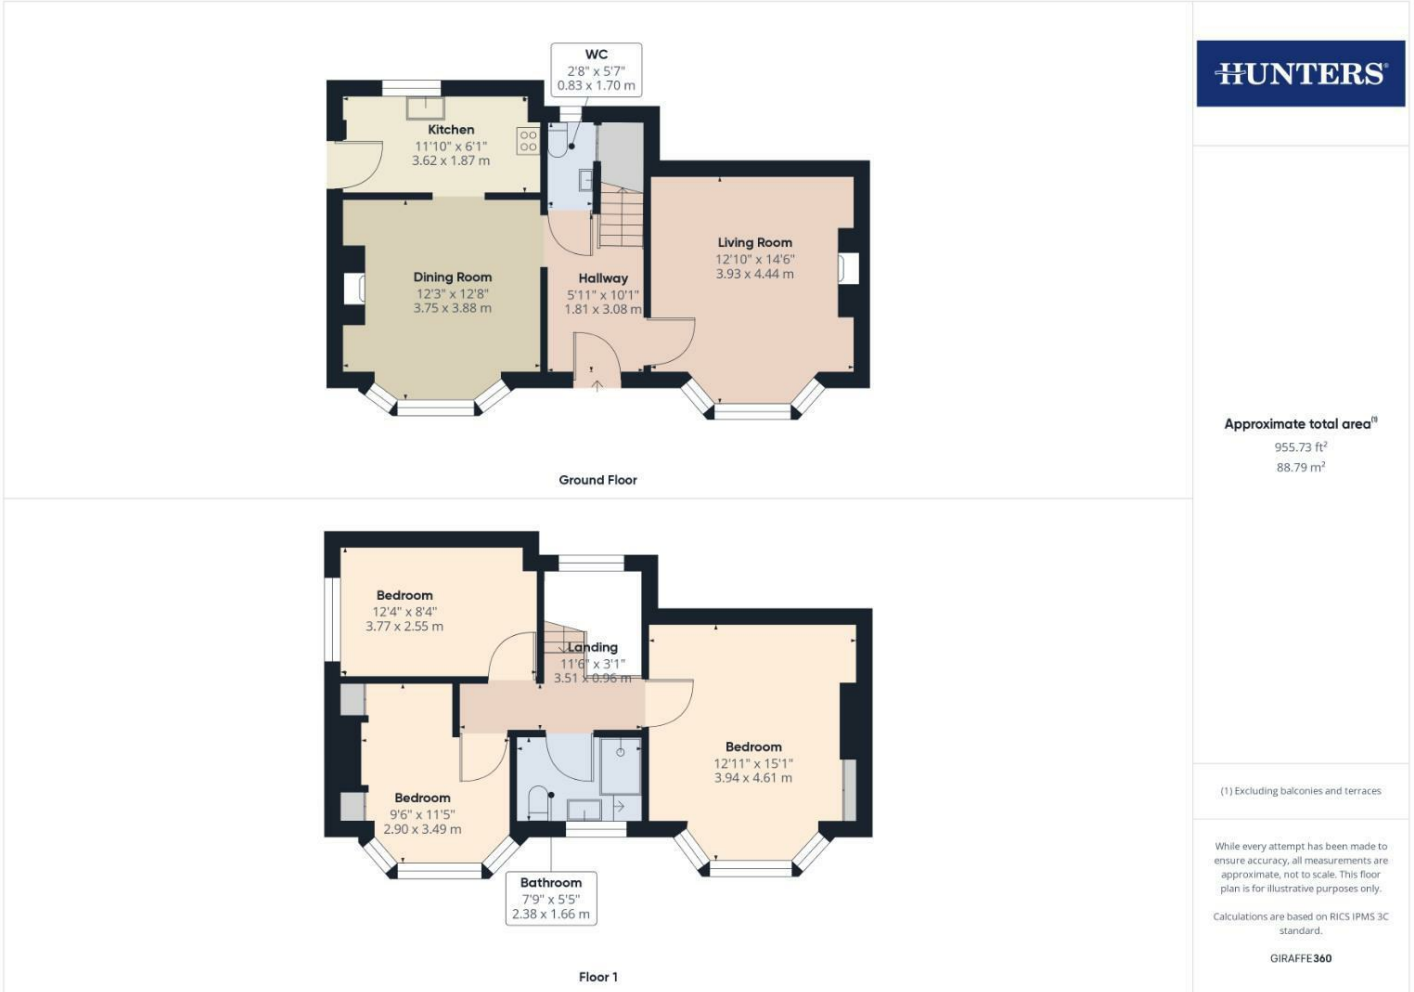 WC
2'8" x 5'7"
0.83 x 1.70 m
Kitchen
11'10" x 6'1"
3.62 x 1.87 m
Living Room
12'10" x 14'6"
3.93 x 4.44 m
Dining Room
12'3" x 12'8"
3.75 x 3.88 m
Hallway
5'11" x 10'1"
1.81 x 3.08 m
Ground Floor
Bedroom
12'4" x 8'4"
3.77 x 2.55 m
Landing
11'6" x 3'1"
3.51 x 0.96 m
Bedroom
12'11" x 15'1"
3.94 x 4.61 m
Bedroom
9'6" x 11'5"
2.90 x 3.49 m
Bathroom
7'9" x 5'5"
2.38 x 1.66 m
Floor 1
HUNTERS®
Approximate total area(1)
955.73 ft²
88.79 m²
(1) Excluding balconies and terraces
While every attempt has been made to
ensure accuracy, all measurements are
approximate, not to scale. This floor
plan is for illustrative purposes only.
Calculations are based on RICS IPMS 3C
standard.
GIRAFFE360